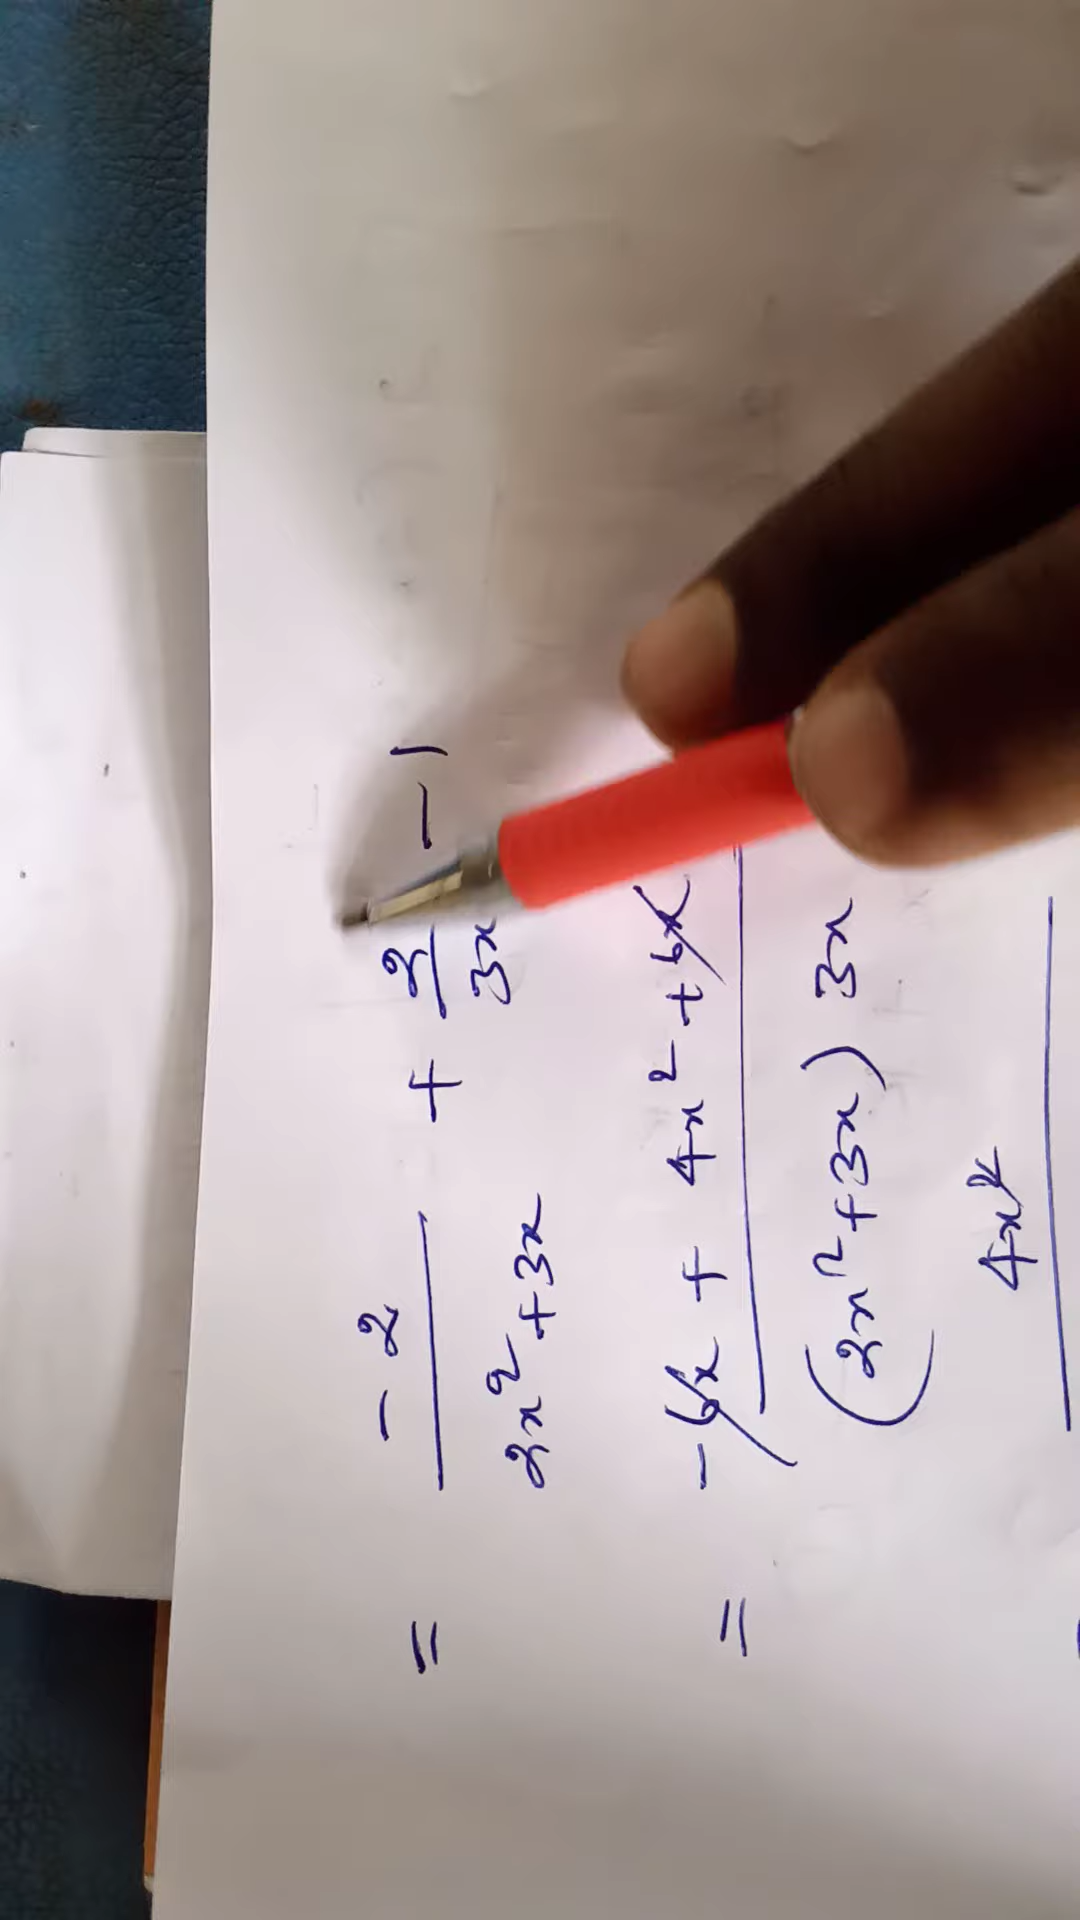 = -2/(2x²+3x) + 2/3x - 1
= (-6x + 4x² + 6x)/((2x²+3x) 3x)
4x²